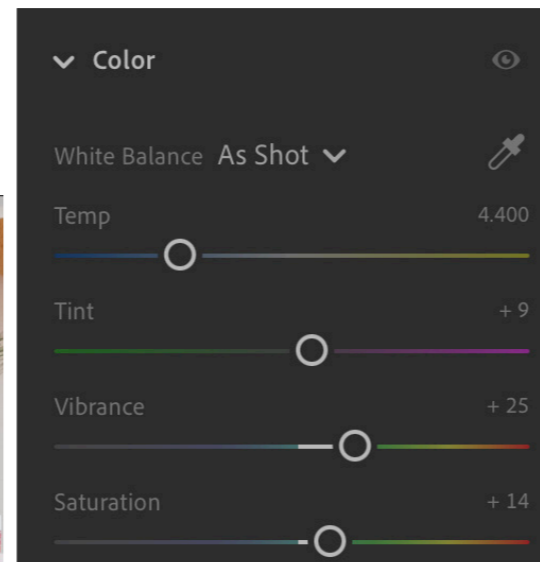 Color
White Balance As Shot
Temp 4.400
Tint + 9
Vibrance + 25
Saturation + 14